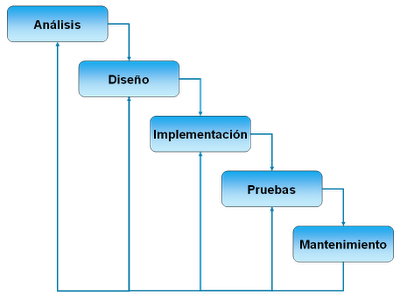 Análisis
Diseño
Implementación
Pruebas
Mantenimiento